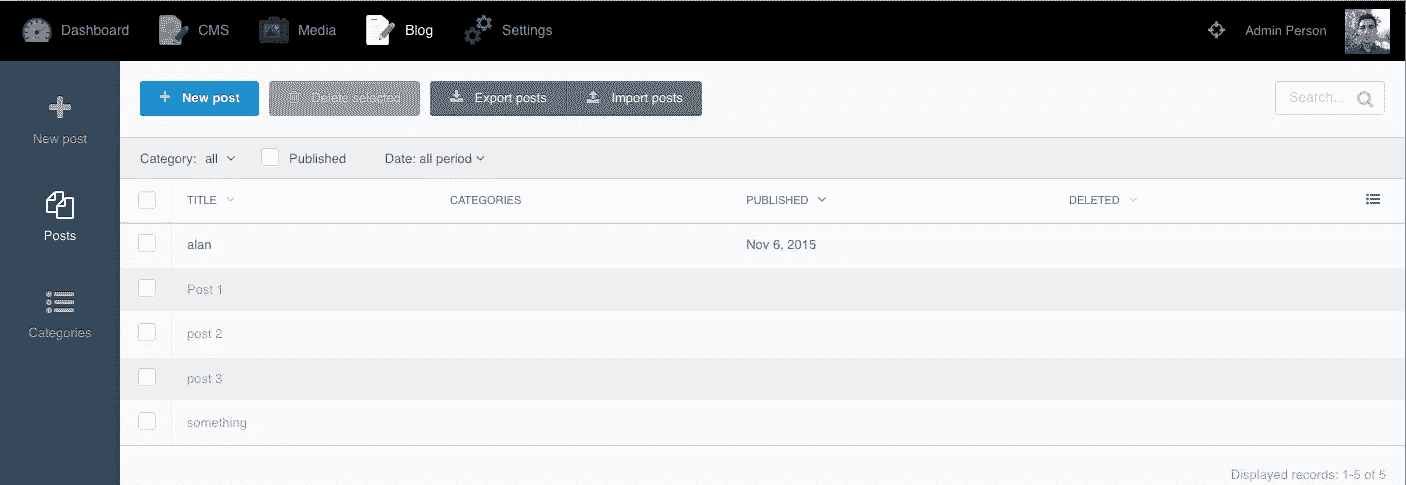 Dashboard CMS Media Blog Settings Admin Person
New post Delete selected Export posts Import posts Search...
New post
Category: all Published Date: all period
TITLE CATEGORIES PUBLISHED DELETED
Posts
alan Nov 6, 2015
Post 1
Categories
post 2
post 3
something
Displayed records: 1-5 of 5